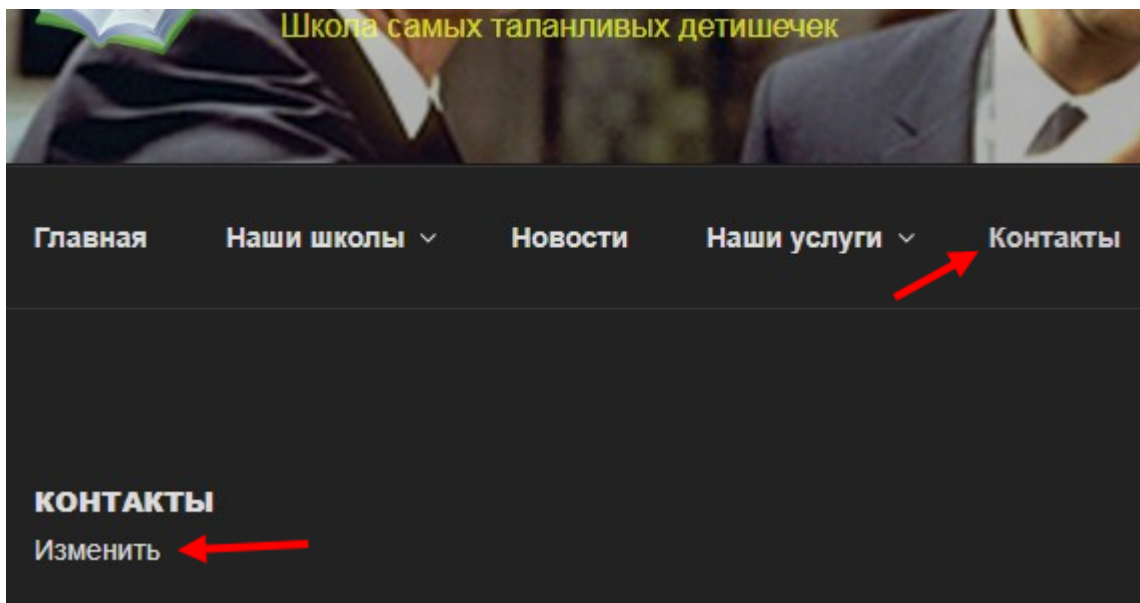 Школа самых таланливых детишечек
Главная Наши школы Новости Наши услуги Контакты
КОНТАКТЫ
Изменить